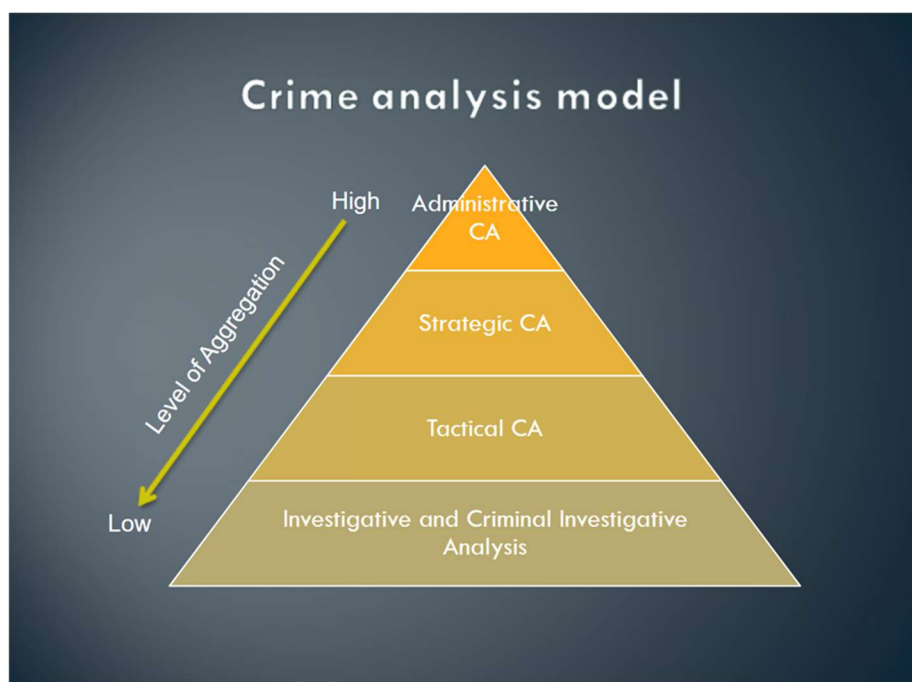 Crime analysis model
High
Administrative
CA
Level of Aggregation
Strategic CA
Tactical CA
Low
Investigative and Criminal Investigative
Analysis